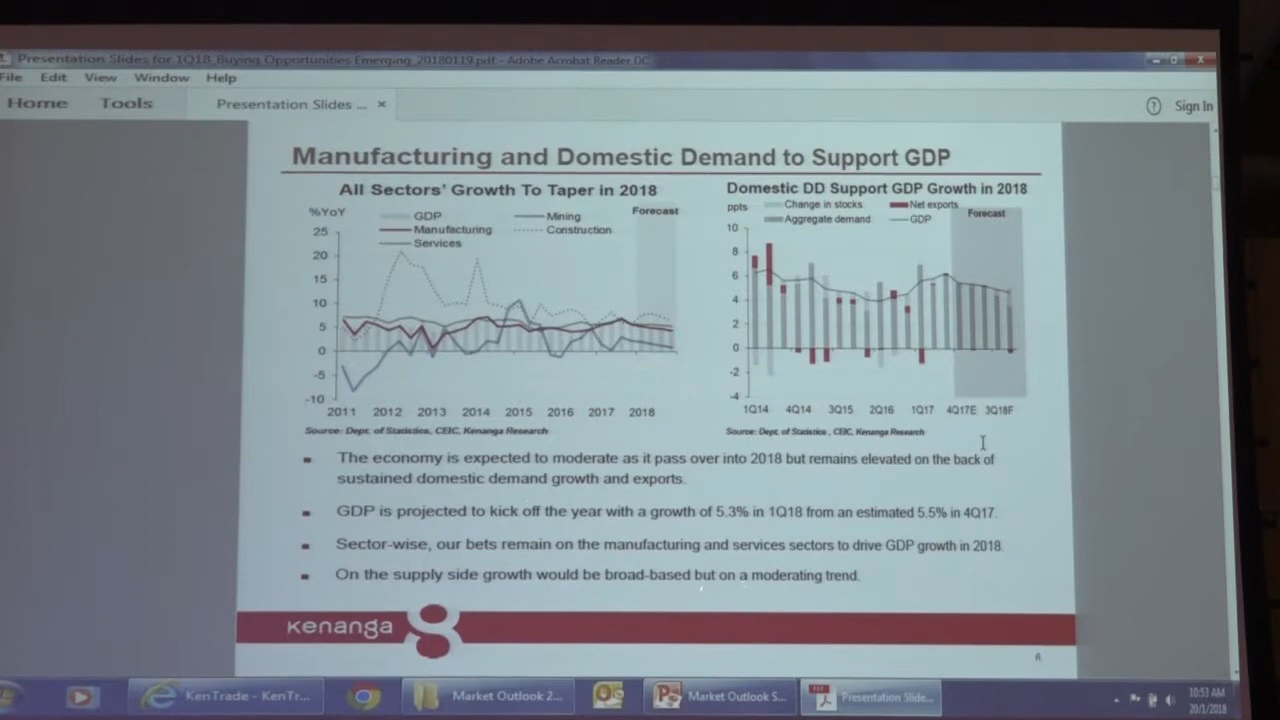 Presentation Slides for 1Q18_Buying Opportunities Emerging_20180119.pdf - Adobe Acrobat Reader DC
File Edit View Window Help
Home Tools Presentation Slides ... × ? Sign In
Manufacturing and Domestic Demand to Support GDP
All Sectors' Growth To Taper in 2018
%YoY
GDP Mining Forecast
Manufacturing Construction
Services
25
20
15
10
5
0
-5
-10
2011 2012 2013 2014 2015 2016 2017 2018
Source: Dept. of Statistics, CEIC, Kenanga Research
Domestic DD Support GDP Growth in 2018
ppts Change in stocks Net exports
Aggregate demand GDP Forecast
10
8
6
4
2
0
-2
-4
1Q14 4Q14 3Q15 2Q16 1Q17 4Q17E 3Q18F
Source: Dept. of Statistics , CEIC, Kenanga Research
▪ The economy is expected to moderate as it pass over into 2018 but remains elevated on the back of
sustained domestic demand growth and exports.
▪ GDP is projected to kick off the year with a growth of 5.3% in 1Q18 from an estimated 5.5% in 4Q17.
▪ Sector-wise, our bets remain on the manufacturing and services sectors to drive GDP growth in 2018.
▪ On the supply side growth would be broad-based but on a moderating trend.
kenanga
6
KenTrade - KenTr... Market Outlook 2... Market Outlook S... Presentation Slide...
10:53 AM
20/1/2018